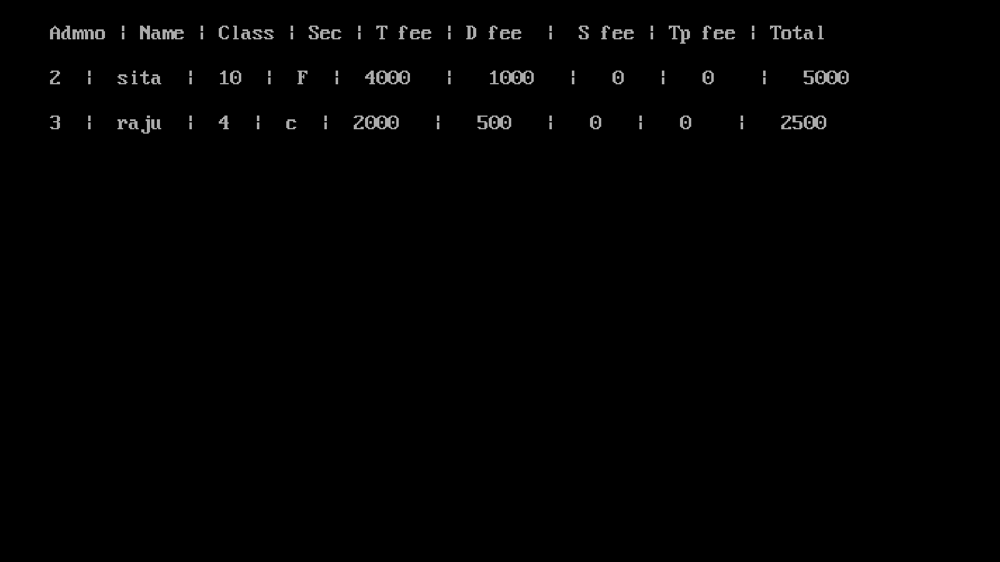 Admno | Name | Class | Sec | T fee | D fee | S fee | Tp fee | Total
2 | sita | 10 | F | 4000 | 1000 | 0 | 0 | 5000
3 | raju | 4 | c | 2000 | 500 | 0 | 0 | 2500